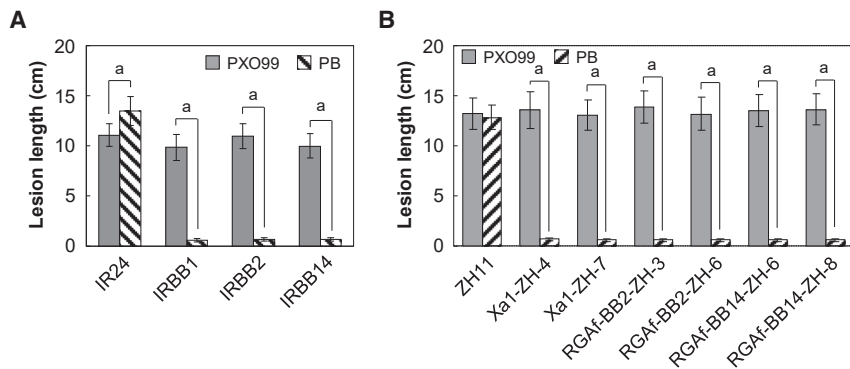 A
Lesion length (cm)
20
15
10
5
0
PXO99
PB
a
a
a
a
IR24
IRBB1
IRBB2
IRBB14
B
Lesion length (cm)
20
15
10
5
0
PXO99
PB
a
a
a
a
a
a
ZH11
Xa1-ZH-4
Xa1-ZH-7
RGAf-BB2-ZH-3
RGAf-BB2-ZH-6
RGAf-BB14-ZH-6
RGAf-BB14-ZH-8